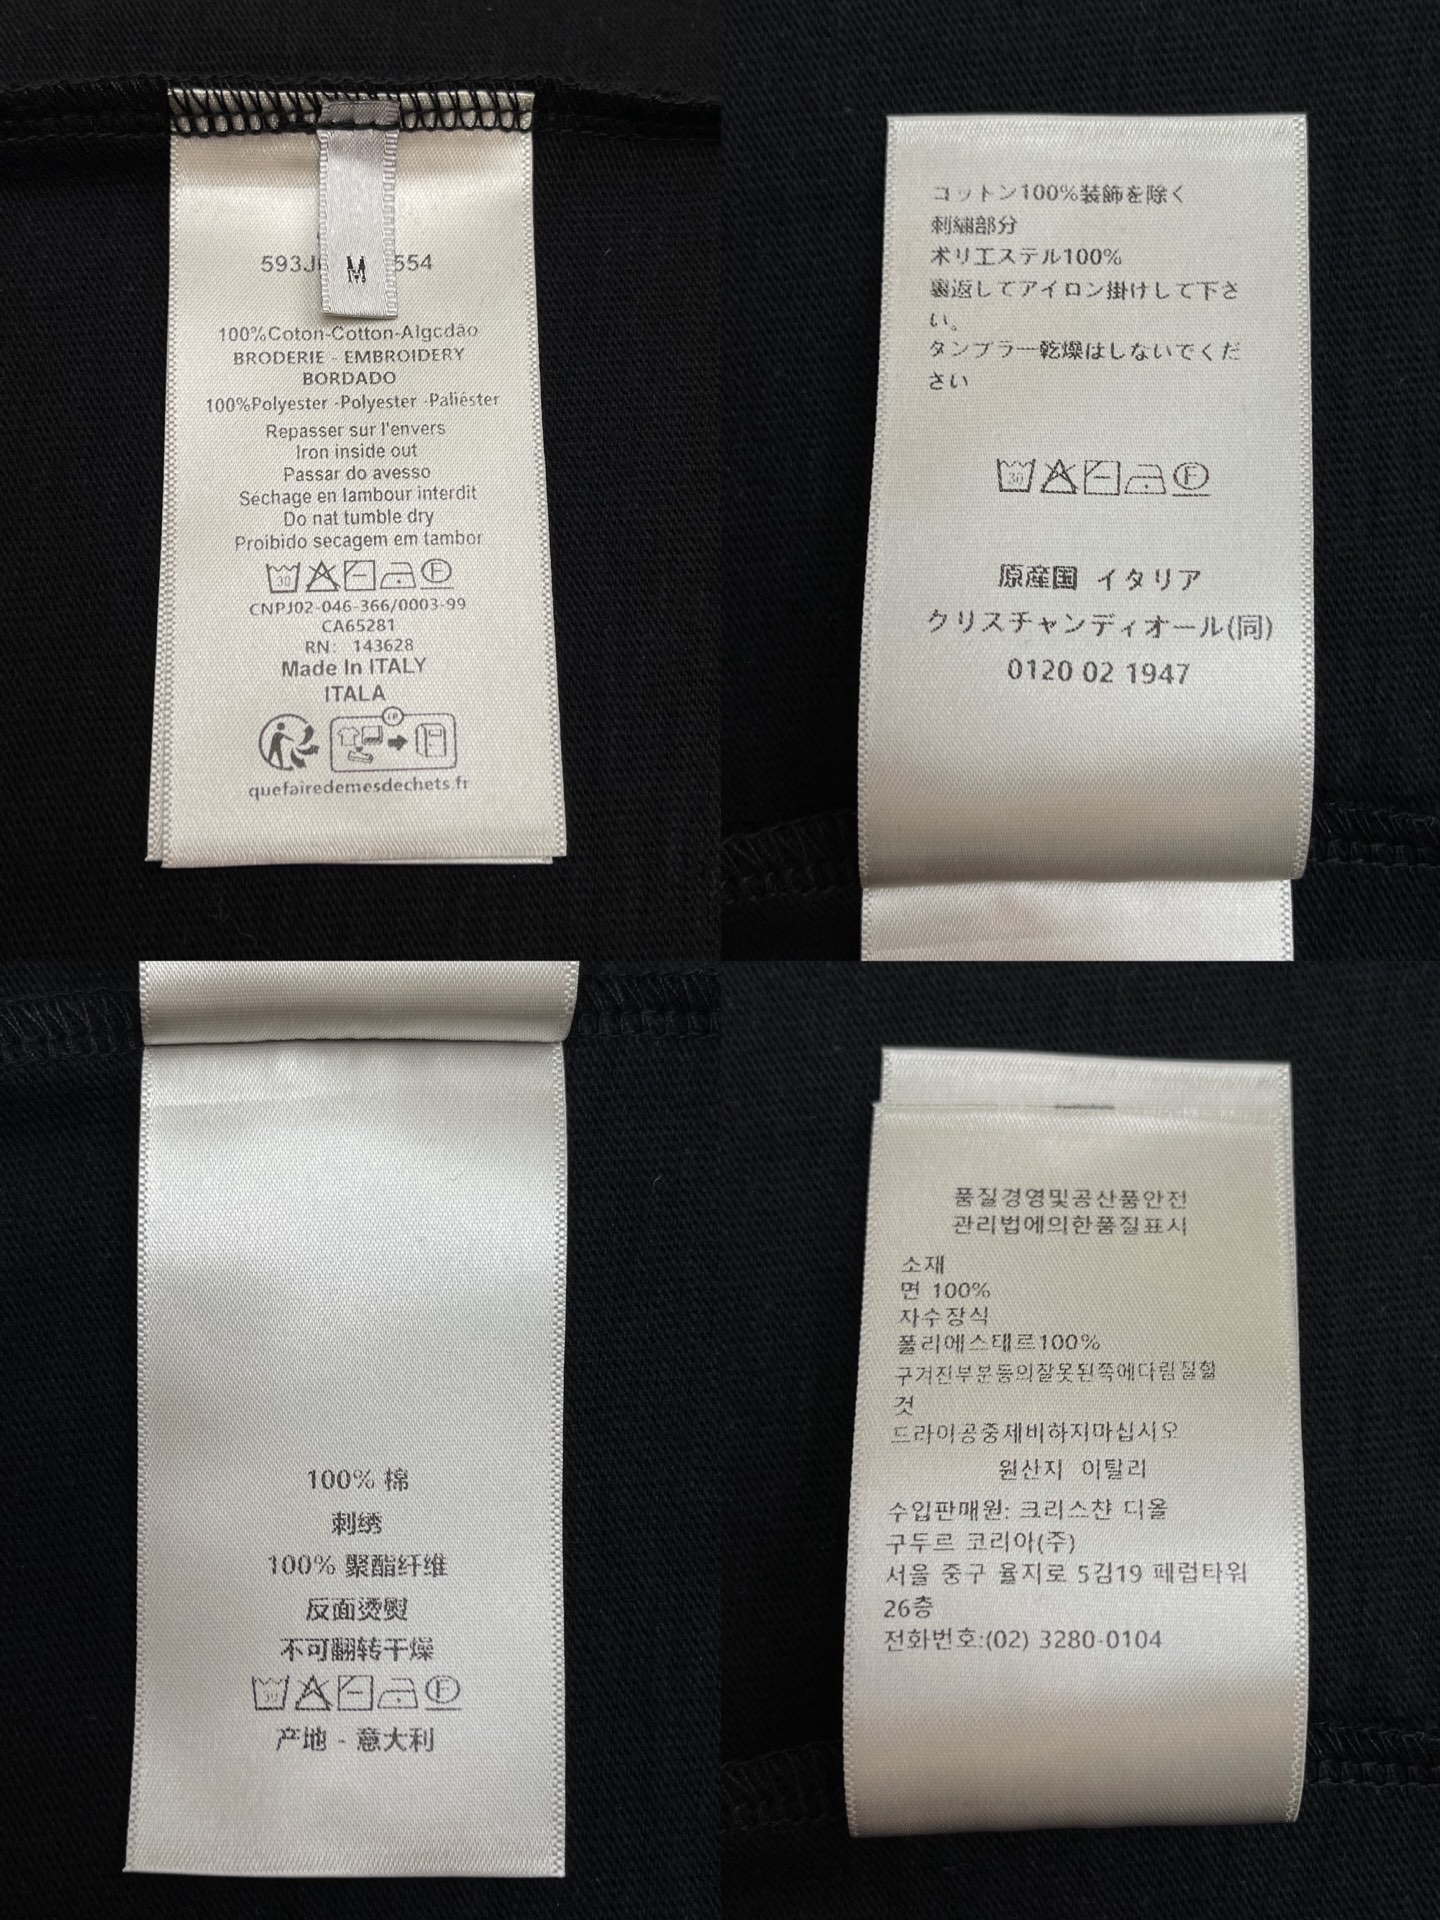 M
593J 554
100%Coton-Cotton-Algcdão
BRODERIE - EMBROIDERY
BORDADO
100%Polyester -Polyester -Paliéster
Repasser sur l'envers
Iron inside out
Passar do avesso
Séchage en lambour interdit
Do nat tumble dry
Proibido secagem em tambor
30
F
CNPJ02-046-366/0003-99
CA65281
RN: 143628
Made In ITALY
ITALA
FR
quefairedemesdechets.fr
コットン100%装飾を除く
刺繍部分
ポリエステル100%
裏返してアイロン掛けして下さ
い。
タンブラー乾燥はしないでくだ
さい
30
F
原産国 イタリア
クリスチャンディオール(同)
0120 02 1947
100% 棉
刺绣
100% 聚酯纤维
反面烫熨
不可翻转干燥
30
F
产地 - 意大利
품질경영및공산품안전
관리법에의한품질표시
소재
면 100%
자수장식
폴리에스태르100%
구겨진부분등의잘못된쪽에다림질할
것
드라이공중제비하지마십시오
원산지 이탈리
수입판매원: 크리스챤 디올
구두르 코리아(주)
서울 중구 율지로 5김19 페럽타워
26층
전화번호:(02) 3280-0104